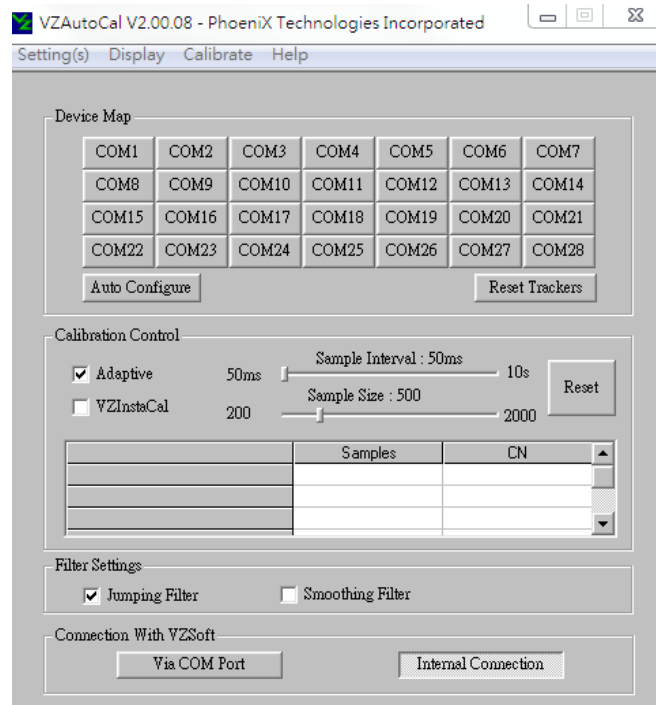 VZAutoCal V2.00.08 - PhoeniX Technologies Incorporated
Setting(s) Display Calibrate Help
Device Map
COM1 COM2 COM3 COM4 COM5 COM6 COM7
COM8 COM9 COM10 COM11 COM12 COM13 COM14
COM15 COM16 COM17 COM18 COM19 COM20 COM21
COM22 COM23 COM24 COM25 COM26 COM27 COM28
Auto Configure Reset Trackers
Calibration Control
Adaptive 50ms Sample Interval : 50ms 10s Reset
VZInstaCal 200 Sample Size : 500 2000
Samples CN
Filter Settings
Jumping Filter Smoothing Filter
Connection With VZSoft
Via COM Port Internal Connection